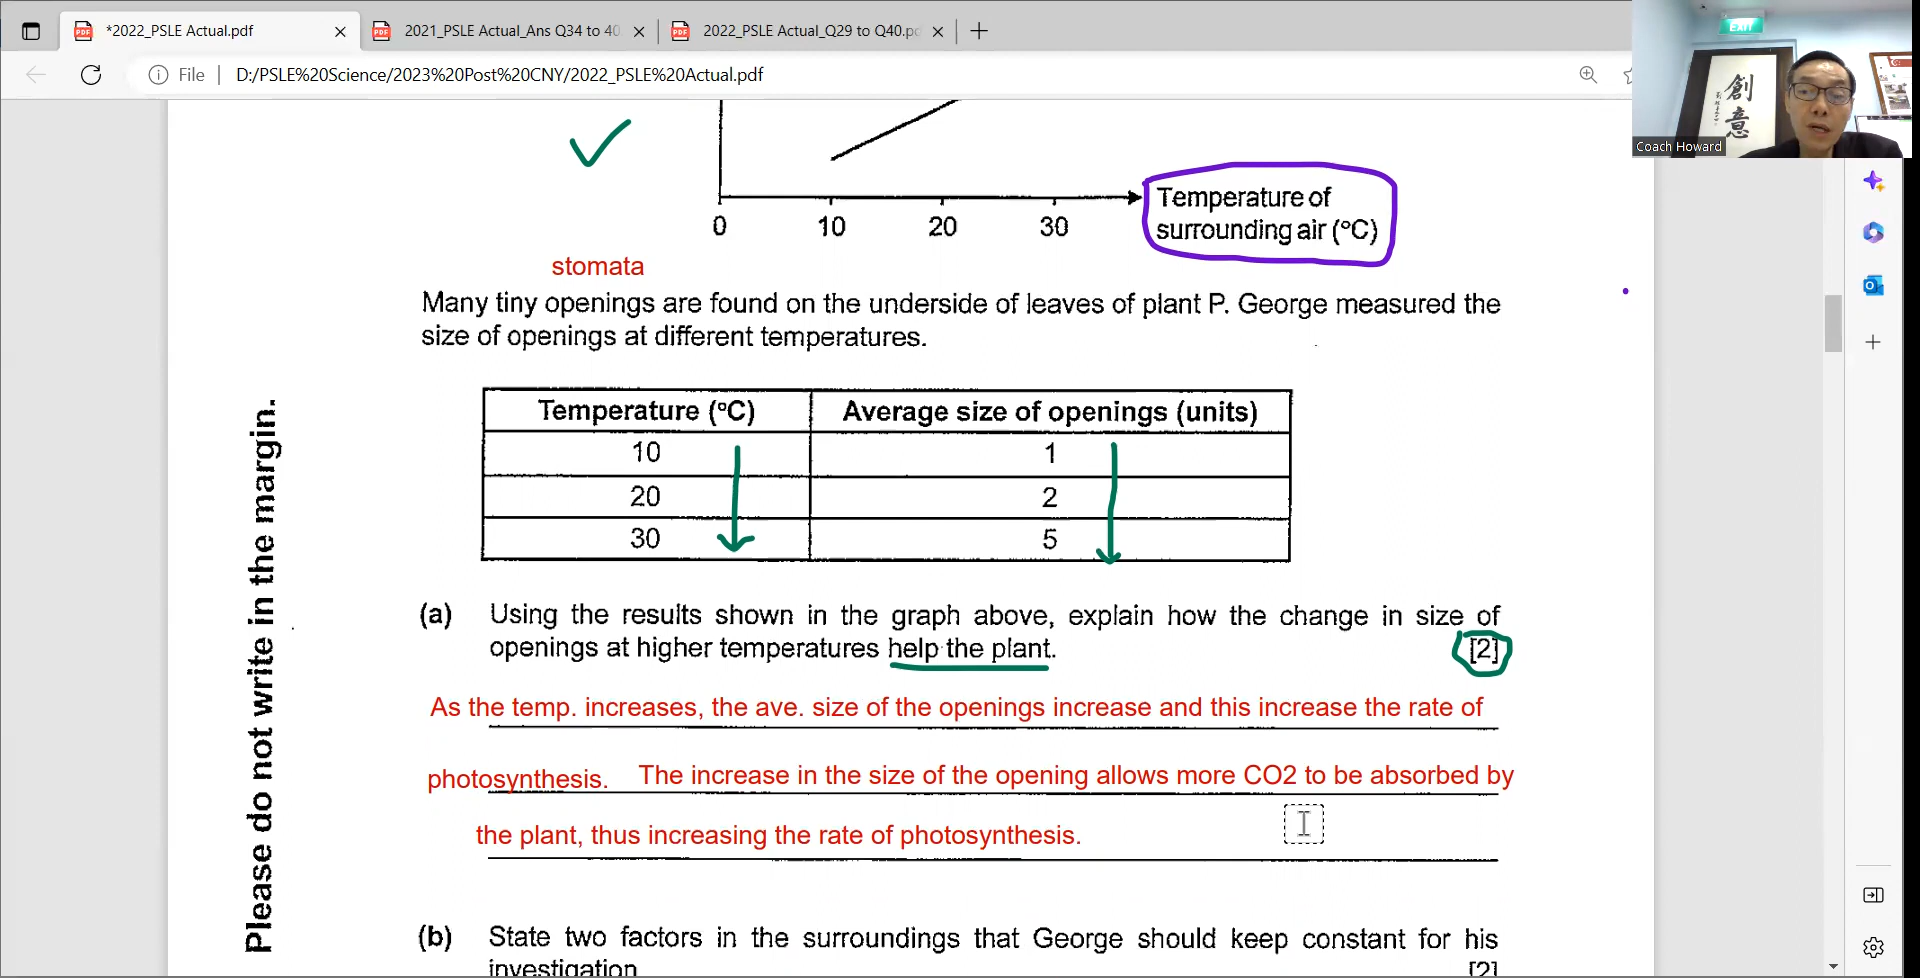 *2022_PSLE Actual.pdf
2021_PSLE Actual_Ans Q34 to 40.
2022_PSLE Actual_Q29 to Q40.pd
File
D:/PSLE%20Science/2023%20Post%20CNY/2022_PSLE%20Actual.pdf
EXIT
創意
Coach Howard
Temperature of
surrounding air (°C)
0 10 20 30
stomata
Many tiny openings are found on the underside of leaves of plant P. George measured the
size of openings at different temperatures.
Temperature (°C) Average size of openings (units)
10 1
20 2
30 5
Please do not write in the margin.
(a) Using the results shown in the graph above, explain how the change in size of
openings at higher temperatures help the plant. [2]
As the temp. increases, the ave. size of the openings increase and this increase the rate of
photosynthesis. The increase in the size of the opening allows more CO2 to be absorbed by
the plant, thus increasing the rate of photosynthesis.
(b) State two factors in the surroundings that George should keep constant for his
investigation [2]